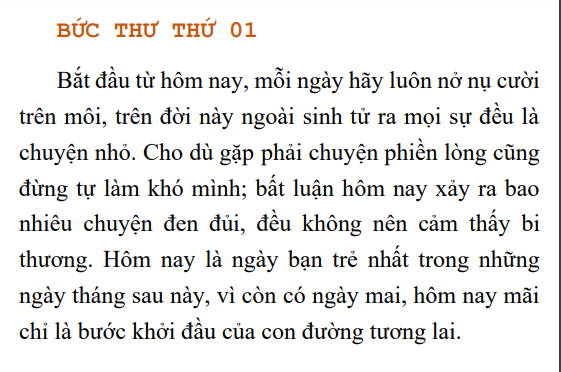 BỨC THƯ THỨ 01
Bắt đầu từ hôm nay, mỗi ngày hãy luôn nở nụ cười
trên môi, trên đời này ngoài sinh tử ra mọi sự đều là
chuyện nhỏ. Cho dù gặp phải chuyện phiền lòng cũng
đừng tự làm khó mình; bất luận hôm nay xảy ra bao
nhiêu chuyện đen đủi, đều không nên cảm thấy bi
thương. Hôm nay là ngày bạn trẻ nhất trong những
ngày tháng sau này, vì còn có ngày mai, hôm nay mãi
chỉ là bước khởi đầu của con đường tương lai.